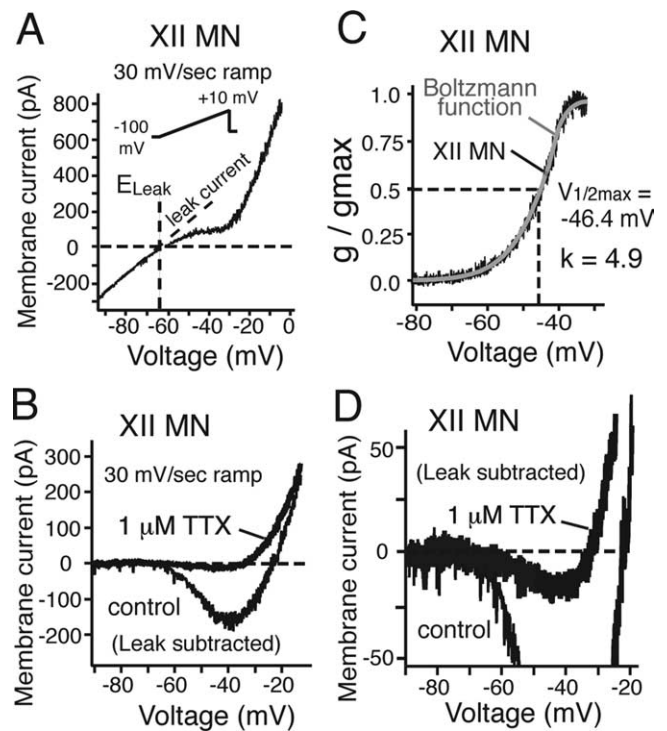 A
XII MN
30 mV/sec ramp
800
600
400
200
0
-200
Membrane current (pA)
-100
mV
+10 mV
ELeak
leak current
-80 -60 -40 -20 0
Voltage (mV)
C
XII MN
1.0
0.75
0.5
0.25
0.0
g / gmax
Boltzmann
function
XII MN
V1/2max =
-46.4 mV
k = 4.9
-80 -60 -40
Voltage (mV)
B
XII MN
300
200
100
0
-100
-200
Membrane current (pA)
30 mV/sec ramp
1 μM TTX
control
(Leak subtracted)
-80 -60 -40 -20
Voltage (mV)
D
XII MN
50
0
-50
Membrane current (pA)
(Leak subtracted)
1 μM TTX
control
-80 -60 -40 -20
Voltage (mV)